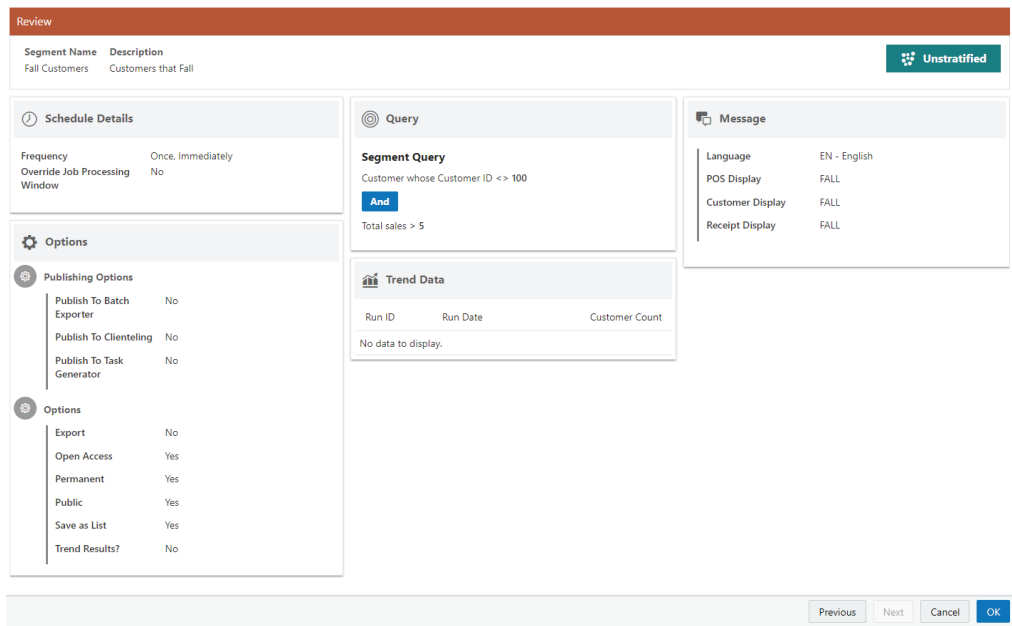 Review
Segment Name Description
Fall Customers Customers that Fall
Unstratified
Schedule Details
Frequency Once, Immediately
Override Job Processing No
Window
Options
Publishing Options
Publish To Batch No
Exporter
Publish To Clienteling No
Publish To Task No
Generator
Options
Export No
Open Access Yes
Permanent Yes
Public Yes
Save as List Yes
Trend Results? No
Query
Segment Query
Customer whose Customer ID <> 100
And
Total sales > 5
Trend Data
Run ID Run Date Customer Count
No data to display.
Message
Language EN - English
POS Display FALL
Customer Display FALL
Receipt Display FALL
Previous Next Cancel OK